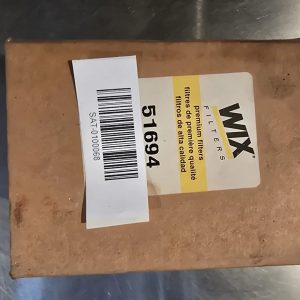 WIX®
FILTERS
premium filters
filtres de première qualité
filtros de alta calidad
51694
SAT-0100068